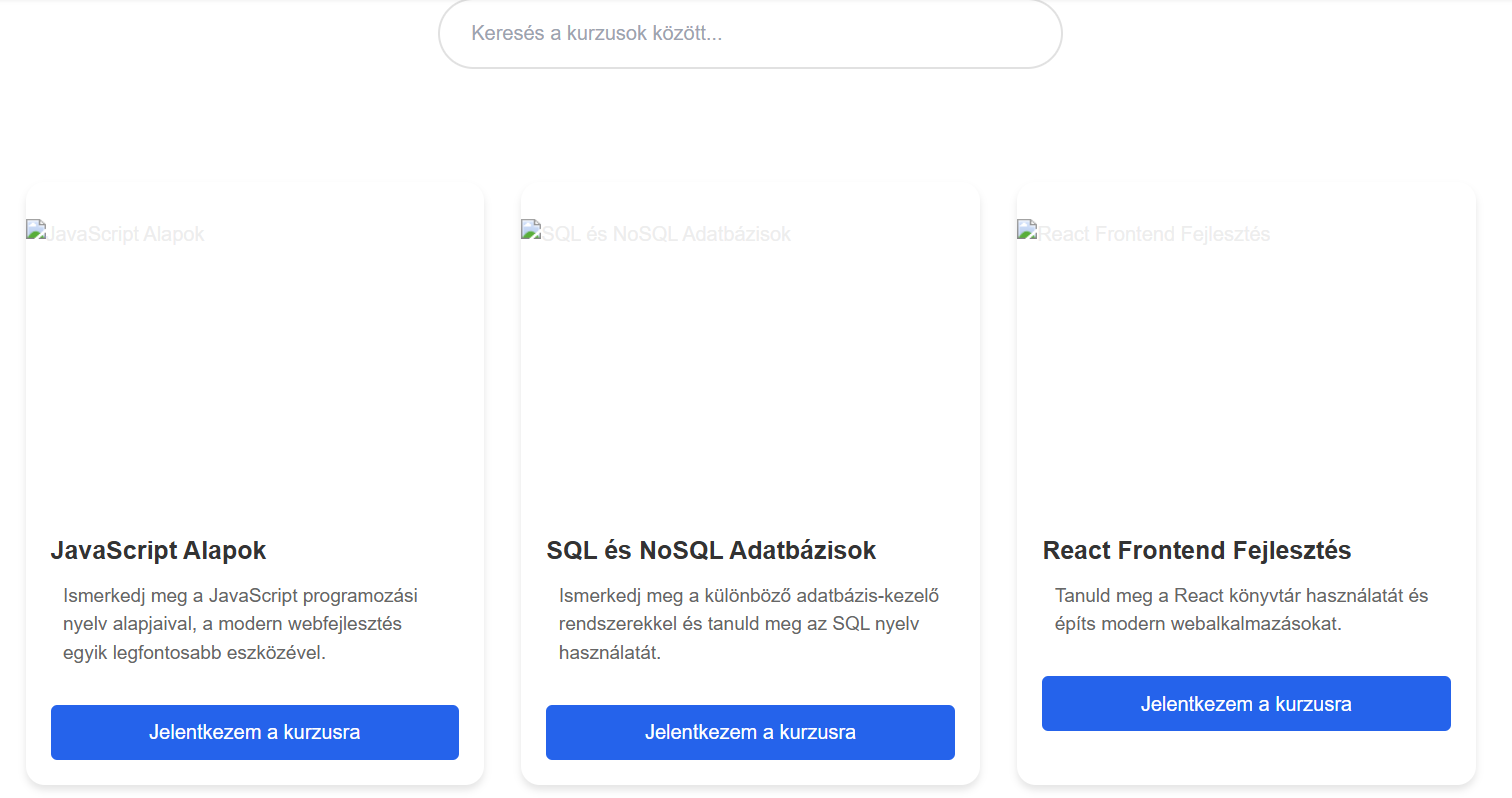 Keresés a kurzusok között...
JavaScript Alapok
SQL és NoSQL Adatbázisok
React Frontend Fejlesztés
JavaScript Alapok
Ismerkedj meg a JavaScript programozási
nyelv alapjaival, a modern webfejlesztés
egyik legfontosabb eszközével.
Jelentkezem a kurzusra
SQL és NoSQL Adatbázisok
Ismerkedj meg a különböző adatbázis-kezelő
rendszerekkel és tanuld meg az SQL nyelv
használatát.
Jelentkezem a kurzusra
React Frontend Fejlesztés
Tanuld meg a React könyvtár használatát és
építs modern webalkalmazásokat.
Jelentkezem a kurzusra